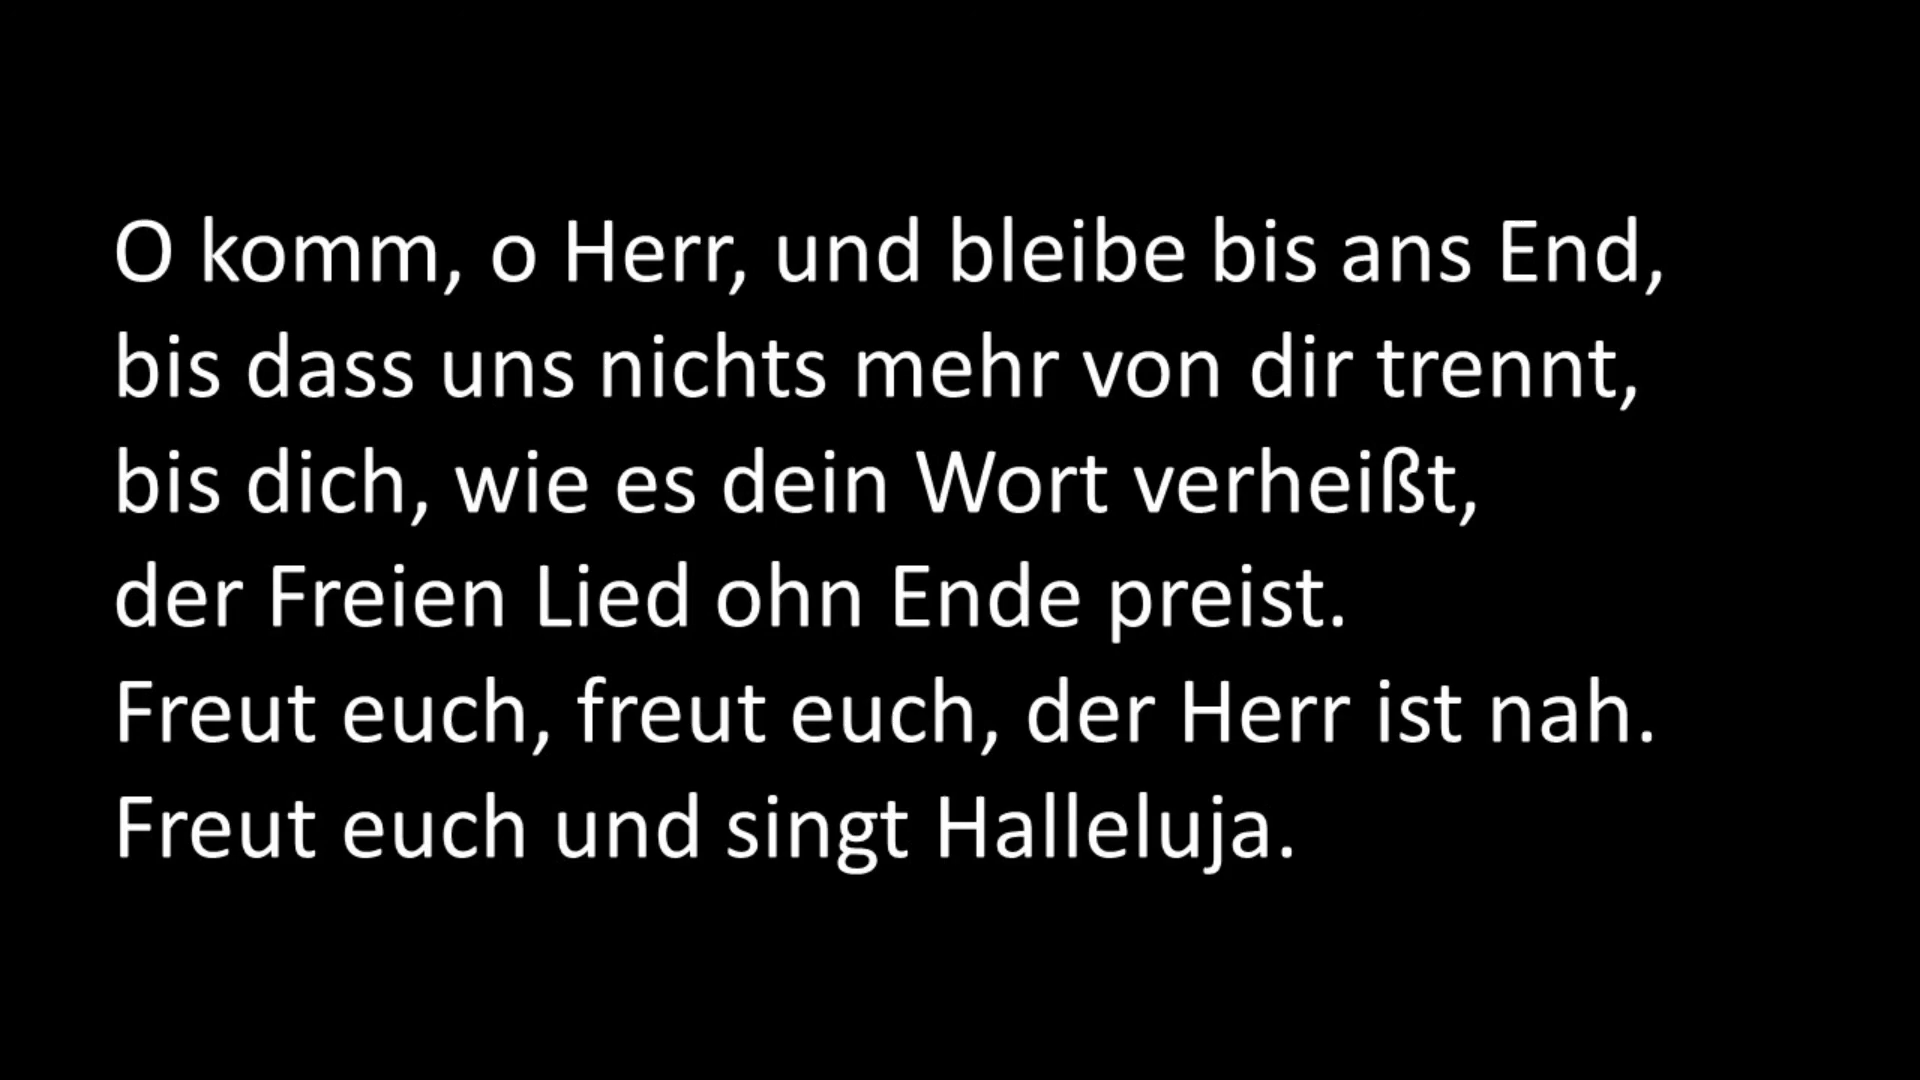 O komm, o Herr, und bleibe bis ans End,
bis dass uns nichts mehr von dir trennt,
bis dich, wie es dein Wort verheißt,
der Freien Lied ohn Ende preist.
Freut euch, freut euch, der Herr ist nah.
Freut euch und singt Halleluja.